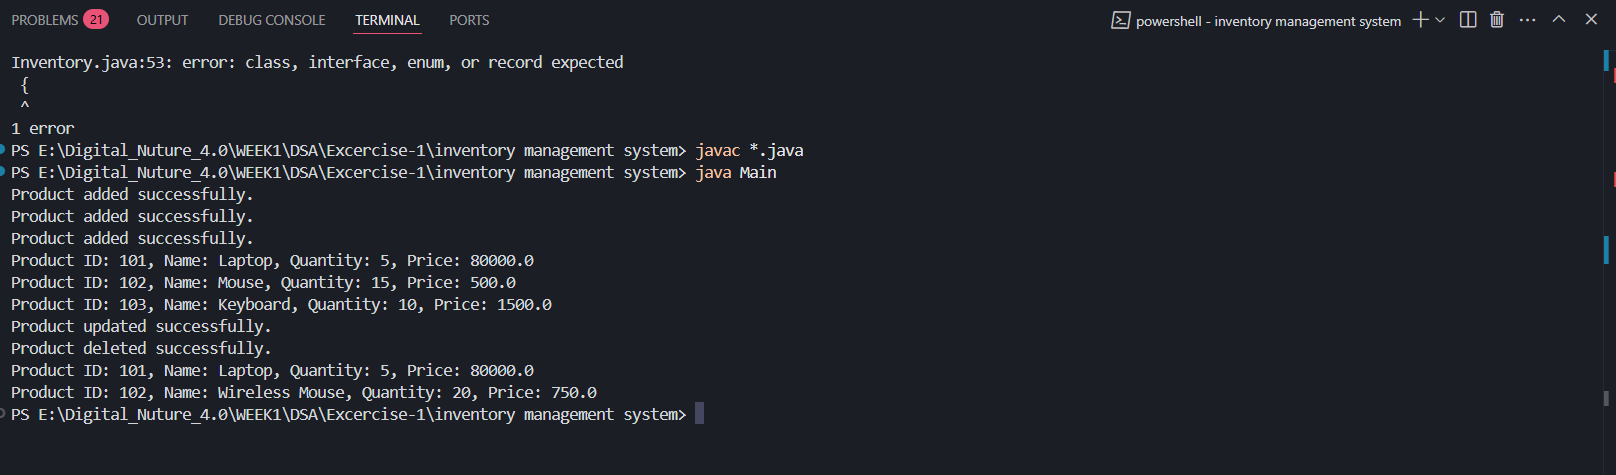 PROBLEMS 21 OUTPUT DEBUG CONSOLE TERMINAL PORTS powershell - inventory management system
Inventory.java:53: error: class, interface, enum, or record expected
{
^
1 error
PS E:\Digital_Nuture_4.0\WEEK1\DSA\Excercise-1\inventory management system> javac *.java
PS E:\Digital_Nuture_4.0\WEEK1\DSA\Excercise-1\inventory management system> java Main
Product added successfully.
Product added successfully.
Product added successfully.
Product ID: 101, Name: Laptop, Quantity: 5, Price: 80000.0
Product ID: 102, Name: Mouse, Quantity: 15, Price: 500.0
Product ID: 103, Name: Keyboard, Quantity: 10, Price: 1500.0
Product updated successfully.
Product deleted successfully.
Product ID: 101, Name: Laptop, Quantity: 5, Price: 80000.0
Product ID: 102, Name: Wireless Mouse, Quantity: 20, Price: 750.0
PS E:\Digital_Nuture_4.0\WEEK1\DSA\Excercise-1\inventory management system>